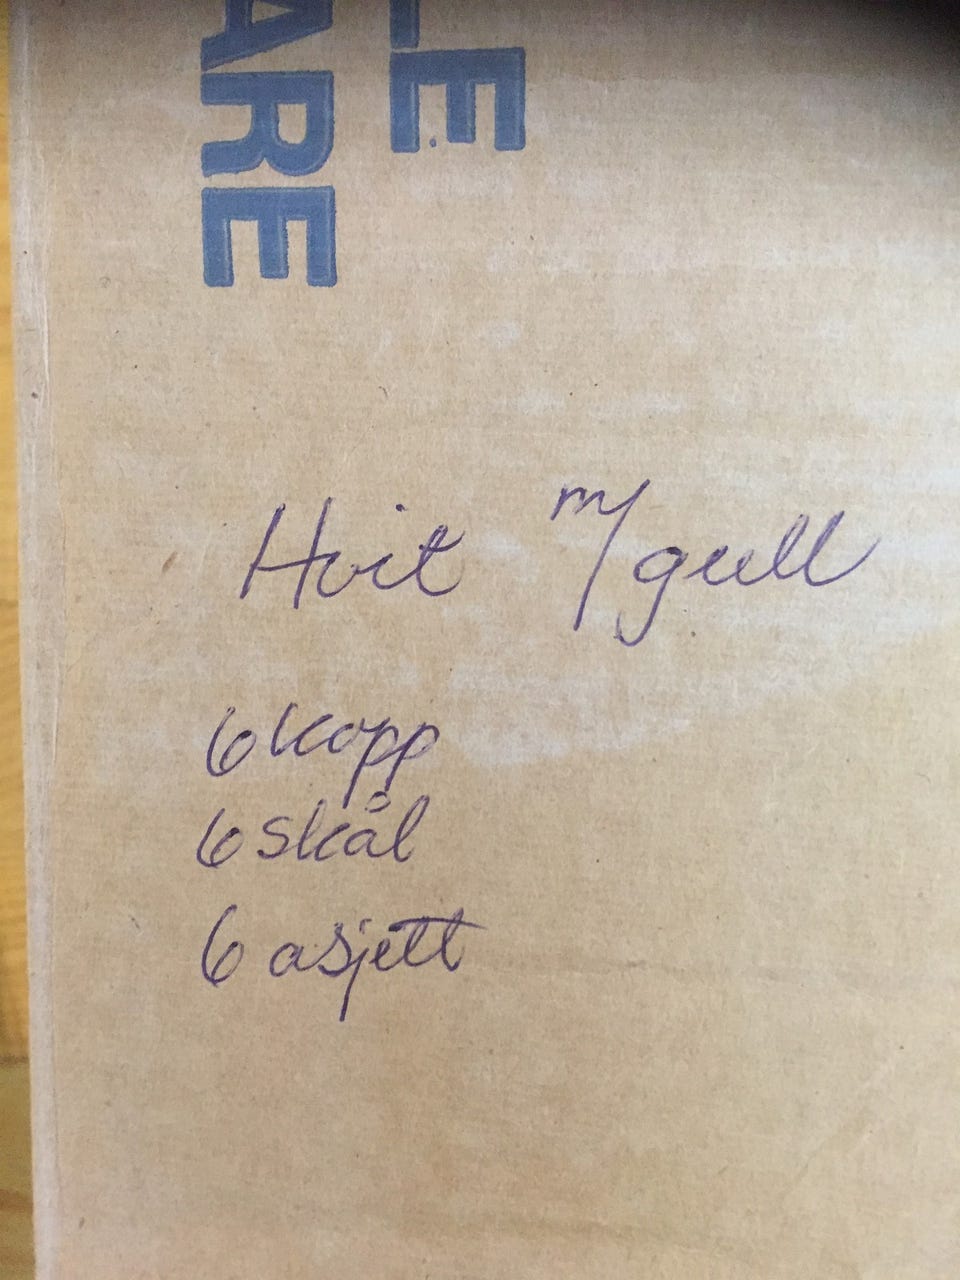 LE
ARE
Hvit m/gull
6 kopp
6 skål
6 asjett